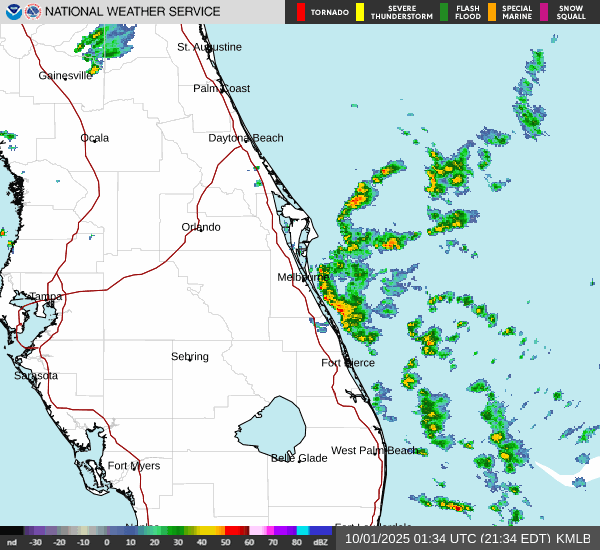 NATIONAL WEATHER SERVICE
TORNADO
SEVERE
THUNDERSTORM
FLASH
FLOOD
SPECIAL
MARINE
SNOW
SQUALL
St. Augustine
Gainesville
Palm Coast
Ocala
Daytona Beach
Orlando
Melbourne
Tampa
Sebring
Fort Pierce
Sarasota
West Palm Beach
Belle Glade
Fort Myers
nd -30 -20 -10 0 10 20 30 40 50 60 70 80 dBZ
10/01/2025 01:34 UTC (21:34 EDT) KMLB